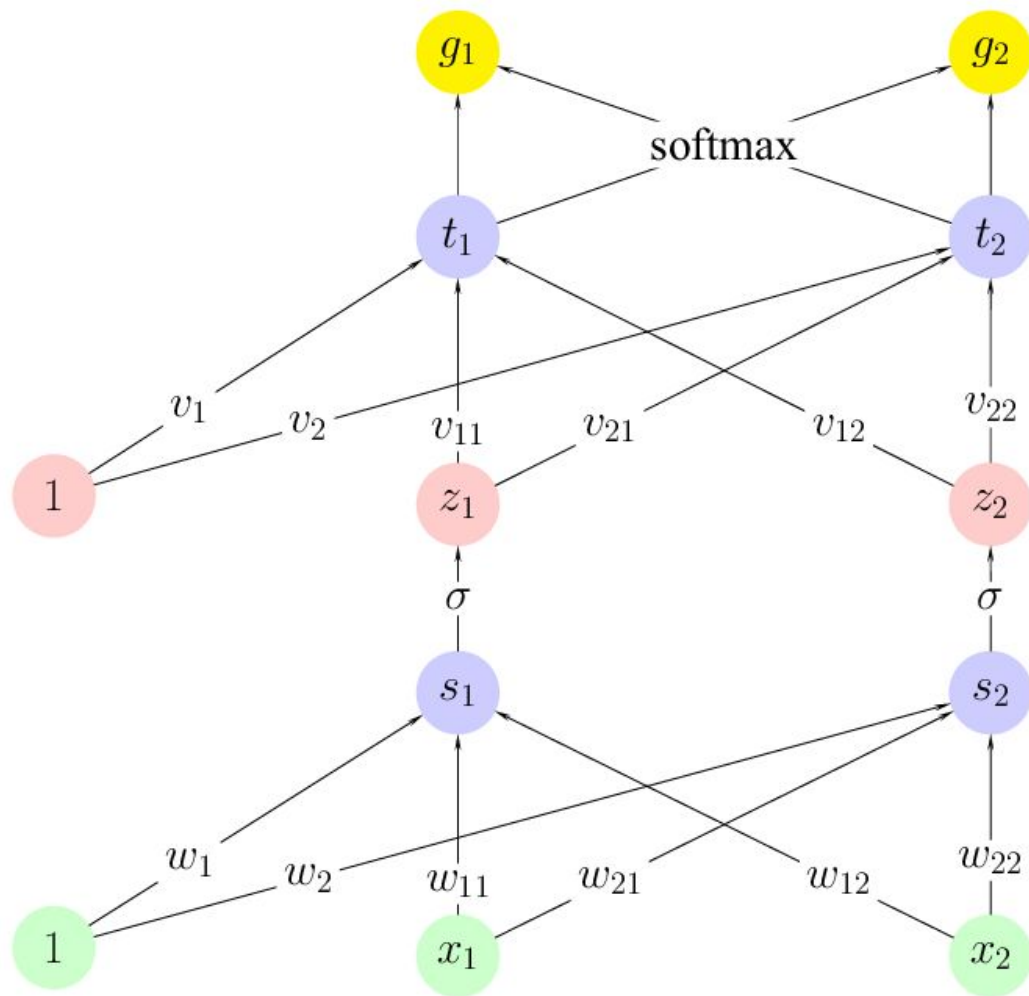 g₁ g₂
softmax
t₁ t₂
v₁ v₂ v₁₁ v₂₁ v₁₂ v₂₂
1 z₁ z₂
σ σ
s₁ s₂
w₁ w₂ w₁₁ w₂₁ w₁₂ w₂₂
1 x₁ x₂